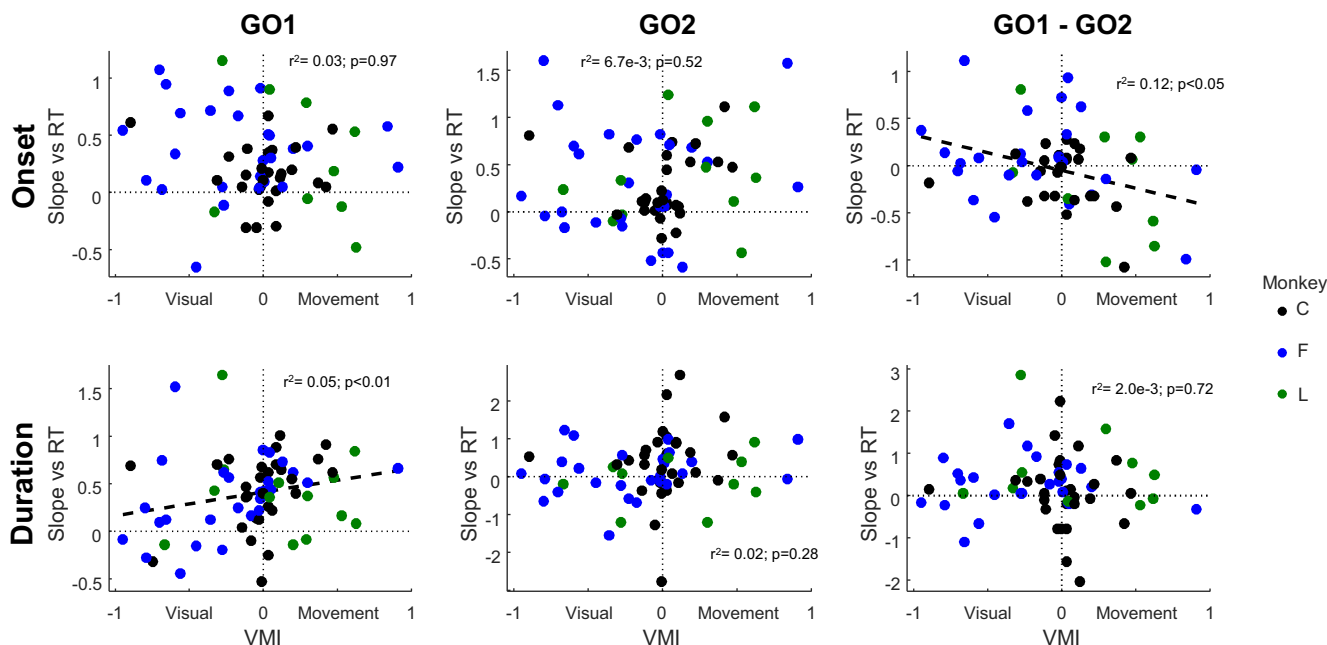 GO1
GO2
GO1 - GO2
Onset
Slope vs RT
1
0.5
0
-0.5
r²= 0.03; p=0.97
-1
Visual
0
Movement
1
Slope vs RT
1.5
1
0.5
0
-0.5
r²= 6.7e-3; p=0.52
-1
Visual
0
Movement
1
Slope vs RT
1
0.5
0
-0.5
-1
r²= 0.12; p<0.05
-1
Visual
0
Movement
1
Monkey
C
F
L
Duration
Slope vs RT
1.5
1
0.5
0
-0.5
r²= 0.05; p<0.01
-1
Visual
0
Movement
1
VMI
Slope vs RT
2
1
0
-1
-2
r²= 0.02; p=0.28
-1
Visual
0
Movement
1
VMI
Slope vs RT
3
2
1
0
-1
-2
r²= 2.0e-3; p=0.72
-1
Visual
0
Movement
1
VMI